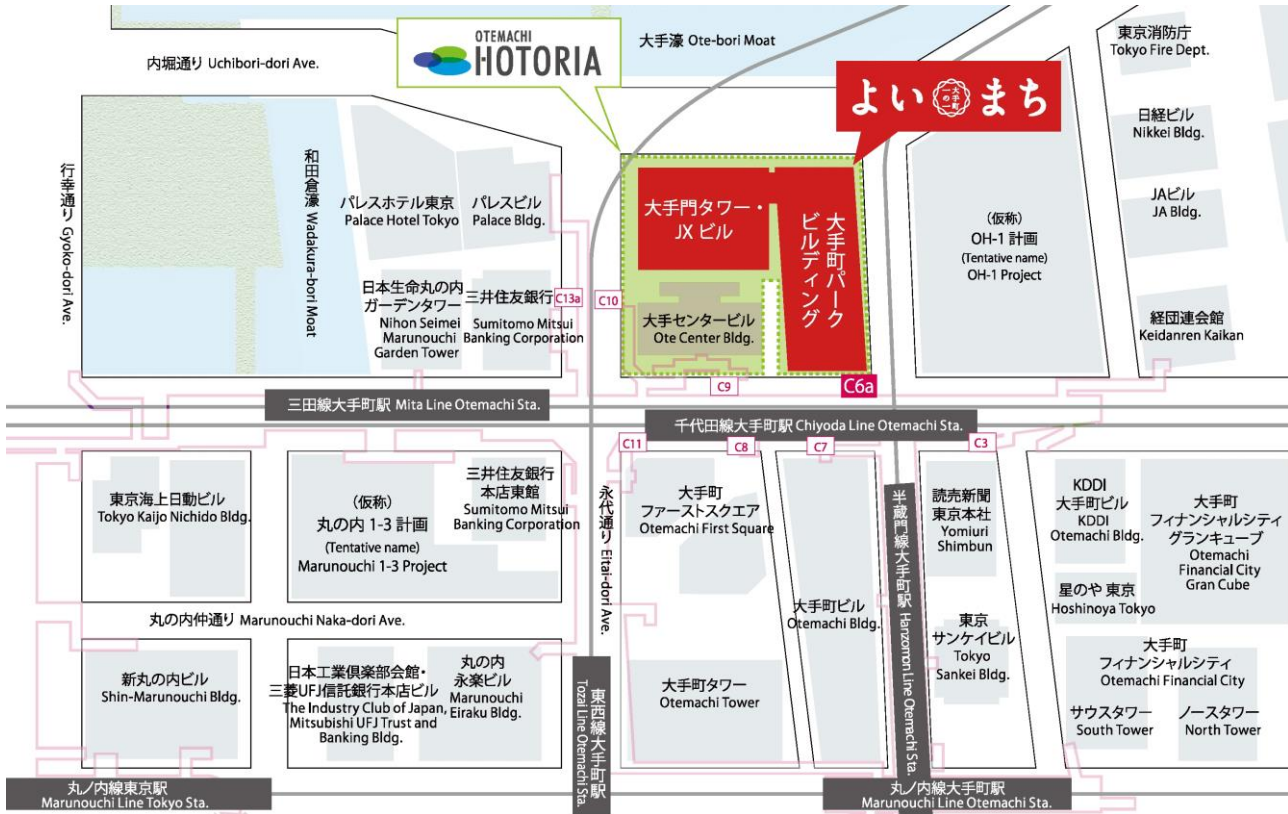 内堀通り Uchibori-dori Ave.
OTEMACHI
HOTORIA
大手濠 Ote-bori Moat
東京消防庁
Tokyo Fire Dept.
よい
大手町
一の一
まち
日経ビル
Nikkei Bldg.
JAビル
JA Bldg.
経団連会館
Keidanren Kaikan
行幸通り Gyoko-dori Ave.
和田倉濠 Wadakura-bori Moat
パレスホテル東京
Palace Hotel Tokyo
パレスビル
Palace Bldg.
大手門タワー・
JX ビル
大手町パーク
ビルディング
(仮称)
OH-1 計画
(Tentative name)
OH-1 Project
日本生命丸の内
ガーデンタワー
Nihon Seimei
Marunouchi
Garden Tower
三井住友銀行
Sumitomo Mitsui
Banking Corporation
C13a
C10
大手センタービル
Ote Center Bldg.
C9
C6a
三田線大手町駅 Mita Line Otemachi Sta.
千代田線大手町駅 Chiyoda Line Otemachi Sta.
C11
C8
C7
C3
東京海上日動ビル
Tokyo Kaijo Nichido Bldg.
(仮称)
丸の内 1-3 計画
(Tentative name)
Marunouchi 1-3 Project
三井住友銀行
本店東館
Sumitomo Mitsui
Banking Corporation
永代通り Eitai-dori Ave.
大手町
ファーストスクエア
Otemachi First Square
大手町ビル
Otemachi Bldg.
半蔵門線大手町駅 Hanzomon Line Otemachi Sta.
読売新聞
東京本社
Yomiuri
Shimbun
KDDI
大手町ビル
KDDI
Otemachi Bldg.
大手町
フィナンシャルシティ
グランキューブ
Otemachi
Financial City
Gran Cube
星のや 東京
Hoshinoya Tokyo
丸の内仲通り Marunouchi Naka-dori Ave.
新丸の内ビル
Shin-Marunouchi Bldg.
日本工業倶楽部会館・
三菱UFJ信託銀行本店ビル
The Industry Club of Japan,
Mitsubishi UFJ Trust and
Banking Bldg.
丸の内
永楽ビル
Marunouchi
Eiraku Bldg.
東西線大手町駅
Tozai Line Otemachi Sta.
大手町タワー
Otemachi Tower
東京
サンケイビル
Tokyo
Sankei Bldg.
大手町
フィナンシャルシティ
Otemachi Financial City
サウスタワー
South Tower
ノースタワー
North Tower
丸ノ内線東京駅
Marunouchi Line Tokyo Sta.
丸ノ内線大手町駅
Marunouchi Line Otemachi Sta.